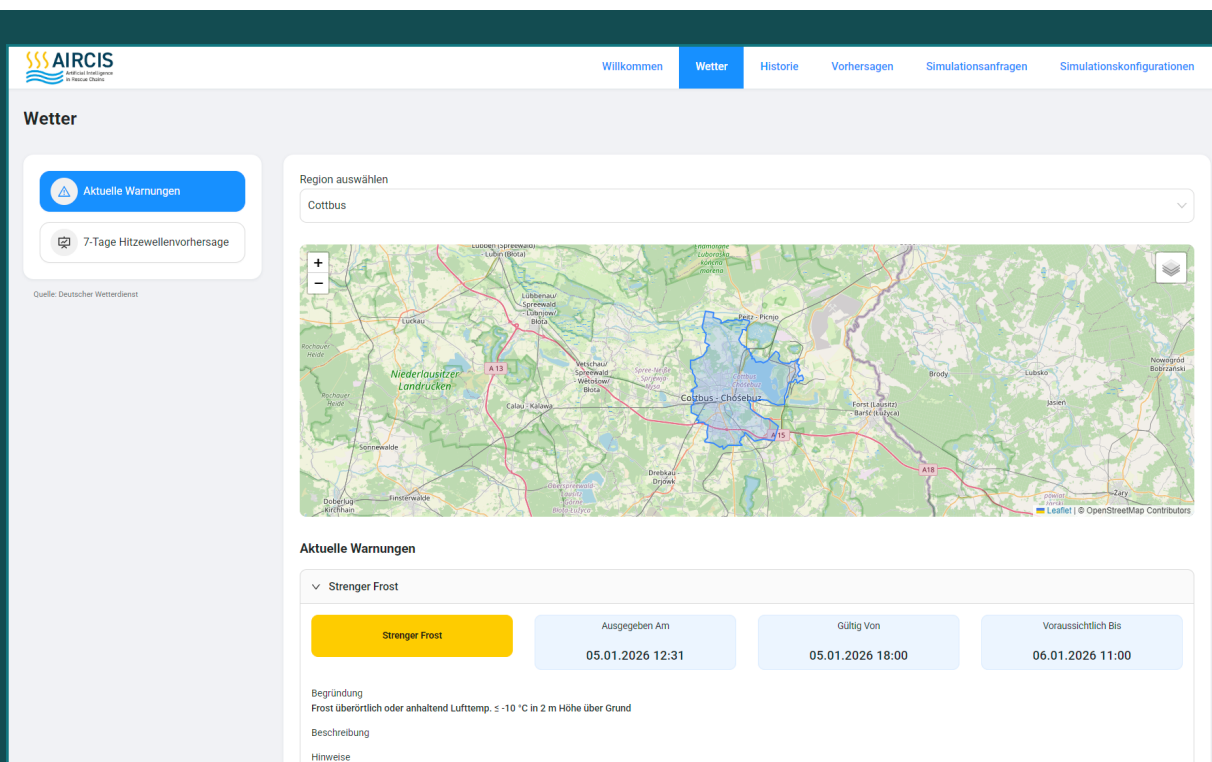 AIRCIS
Artificial Intelligence
in Rescue Chains
Willkommen Wetter Historie Vorhersagen Simulationsanfragen Simulationskonfigurationen
Wetter
Aktuelle Warnungen
7-Tage Hitzewellenvorhersage
Quelle: Deutscher Wetterdienst
Region auswählen
Cottbus
+
−
Lübben (Spreewald)
- Lubin (Błota)
Lübbenau/
Spreewald
- Lubnjow/
Błota
Luckau
Peitz - Picnjo
Rochauer
Heide
Niederlausitzer
Landrücken
A 13
Vetschau/
Spreewald
- Wětošow/
Błota
Spree-Neiße
Cottbus - Chóśebuz
Calau - Kalawa
Forst (Lausitz)
- Baršć (Łužyca)
Brody
Lubsko
Nowogród
Bobrzański
Jasień
Rochauer
Heide
Sonnewalde
A 15
A18
Drebkau -
Drjowk
Doberlug-
-Kirchhain
Finsterwalde
Żary
Leaflet | © OpenStreetMap Contributors
Aktuelle Warnungen
Strenger Frost
Strenger Frost
Ausgegeben Am
05.01.2026 12:31
Gültig Von
05.01.2026 18:00
Voraussichtlich Bis
06.01.2026 11:00
Begründung
Frost überörtlich oder anhaltend Lufttemp. ≤ -10 °C in 2 m Höhe über Grund
Beschreibung
Hinweise